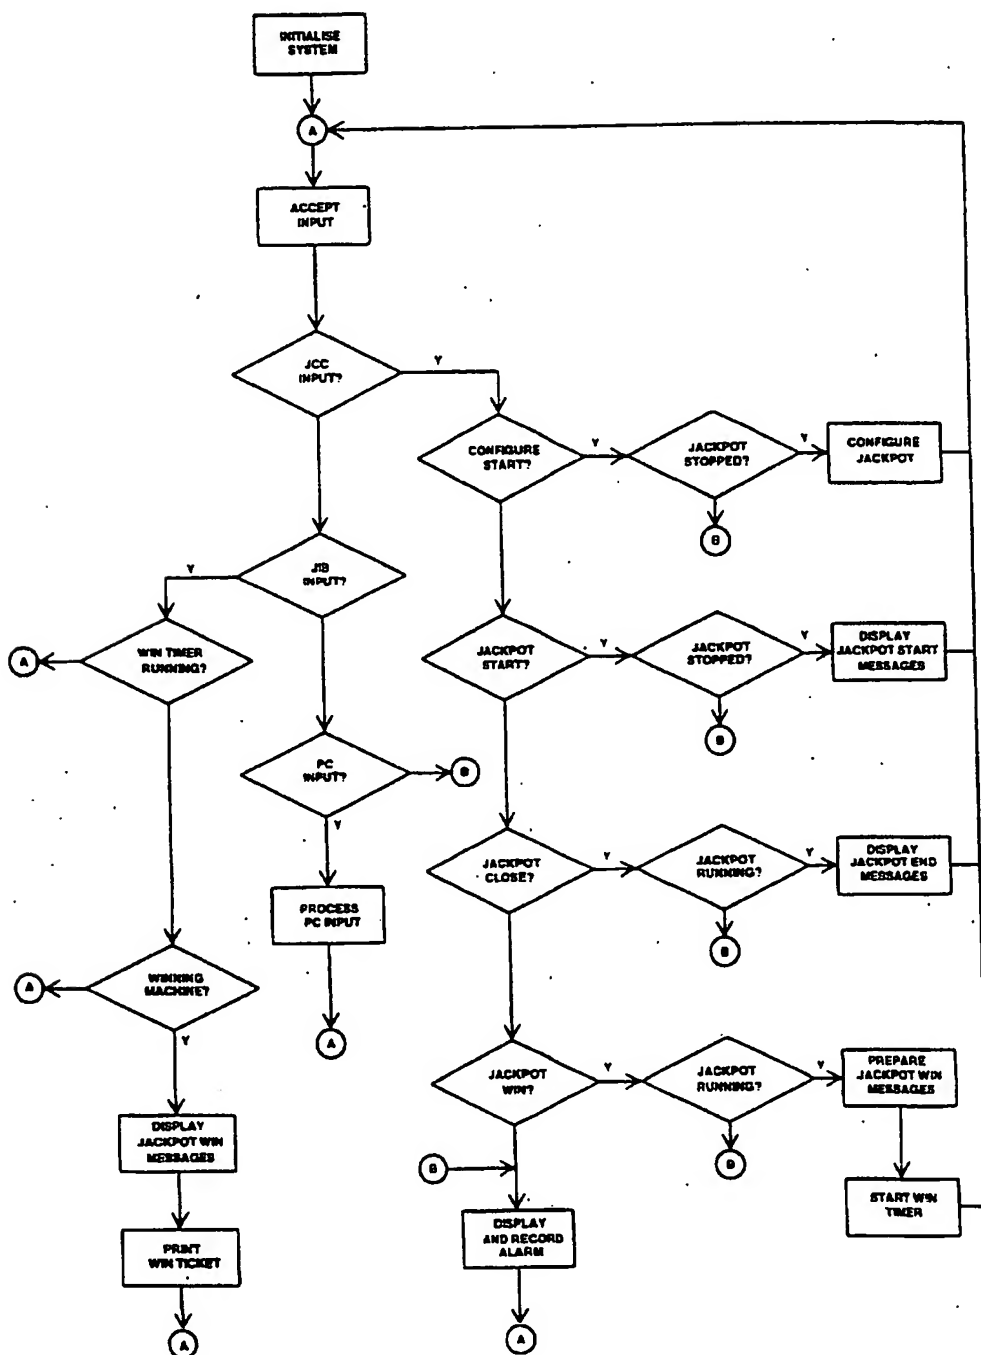 INITIALISE
SYSTEM
A
ACCEPT
INPUT
JCC
INPUT?
Y
CONFIGURE
START?
Y
JACKPOT
STOPPED?
Y
CONFIGURE
JACKPOT
B
JIB
INPUT?
Y
WIN TIMER
RUNNING?
A
JACKPOT
START?
Y
JACKPOT
STOPPED?
Y
DISPLAY
JACKPOT START
MESSAGES
B
PC
INPUT?
B
Y
PROCESS
PC INPUT
A
JACKPOT
CLOSE?
Y
JACKPOT
RUNNING?
Y
DISPLAY
JACKPOT END
MESSAGES
B
WINNING
MACHINE?
A
Y
DISPLAY
JACKPOT WIN
MESSAGES
PRINT
WIN TICKET
A
JACKPOT
WIN?
Y
JACKPOT
RUNNING?
Y
PREPARE
JACKPOT WIN
MESSAGES
B
START WIN
TIMER
B
DISPLAY
AND RECORD
ALARM
A